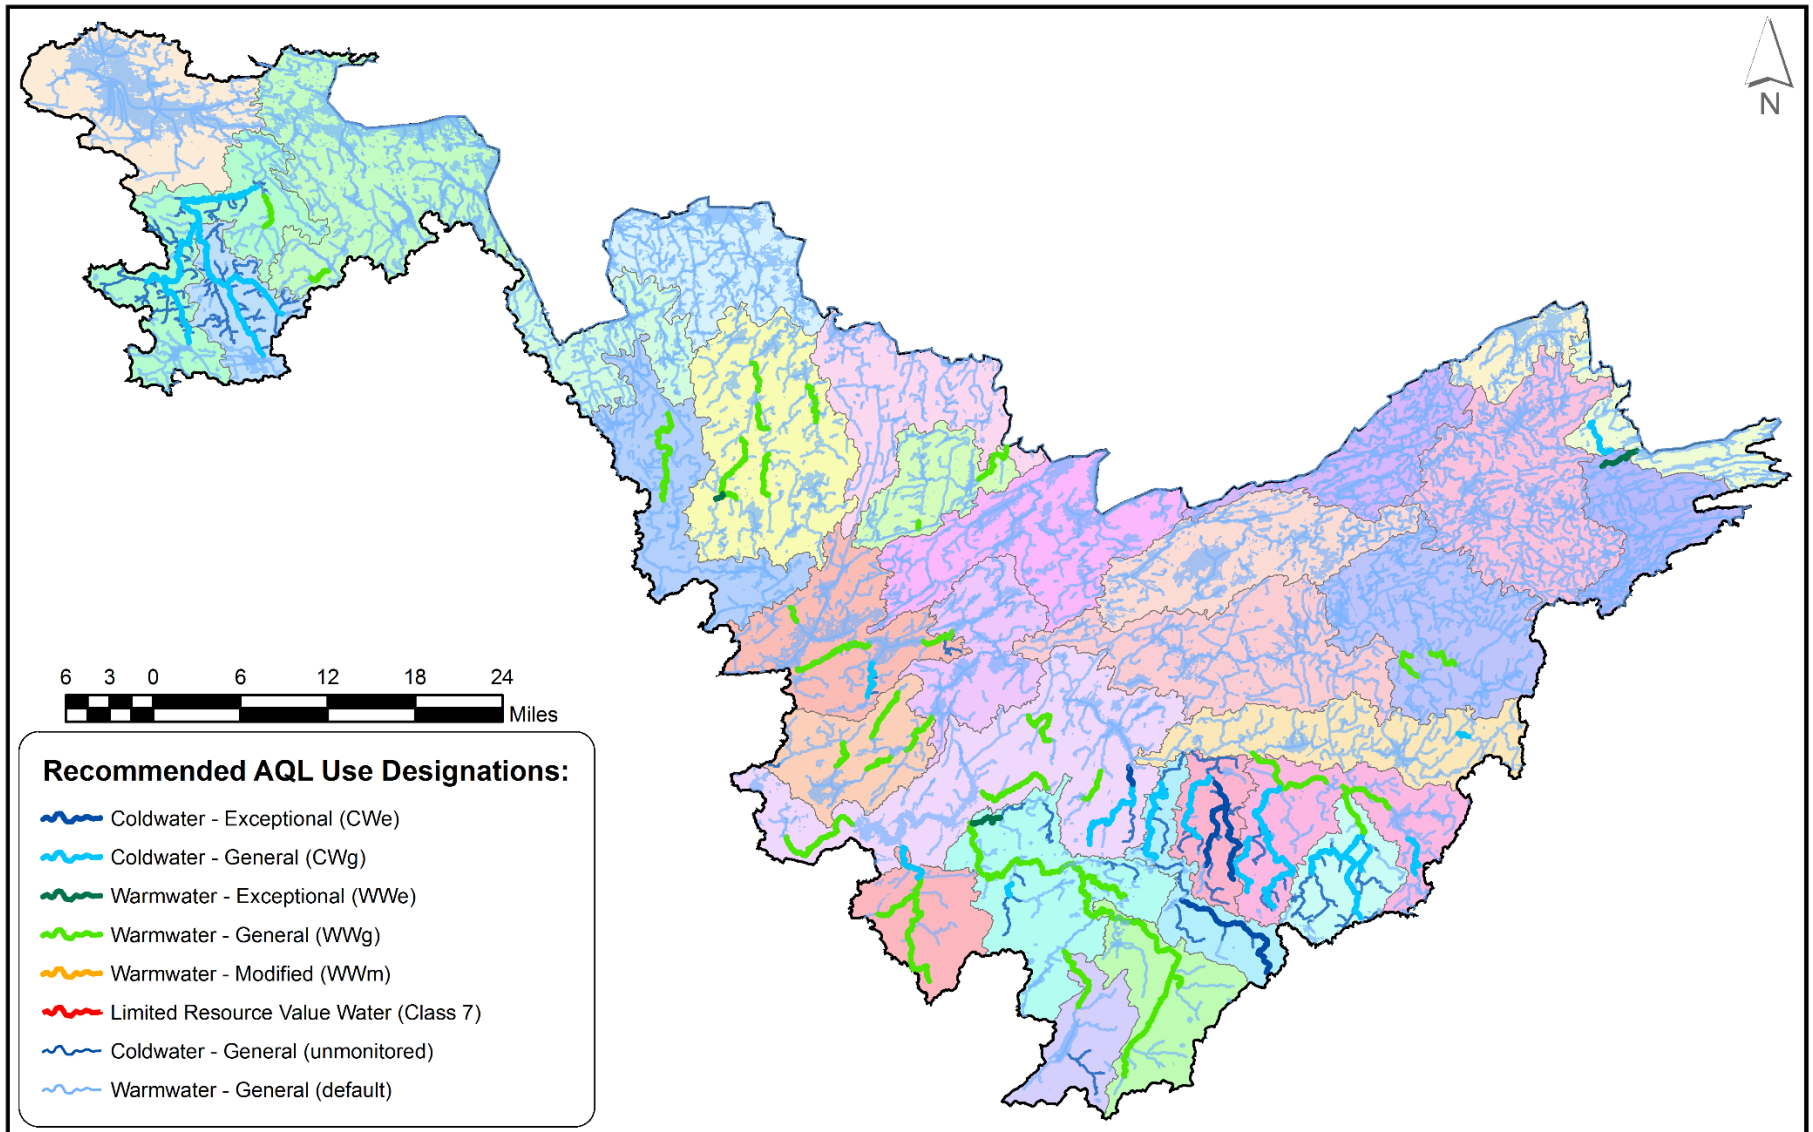 N
6 3 0 6 12 18 24
Miles
Recommended AQL Use Designations:
Coldwater - Exceptional (CWe)
Coldwater - General (CWg)
Warmwater - Exceptional (WWe)
Warmwater - General (WWg)
Warmwater - Modified (WWm)
Limited Resource Value Water (Class 7)
Coldwater - General (unmonitored)
Warmwater - General (default)